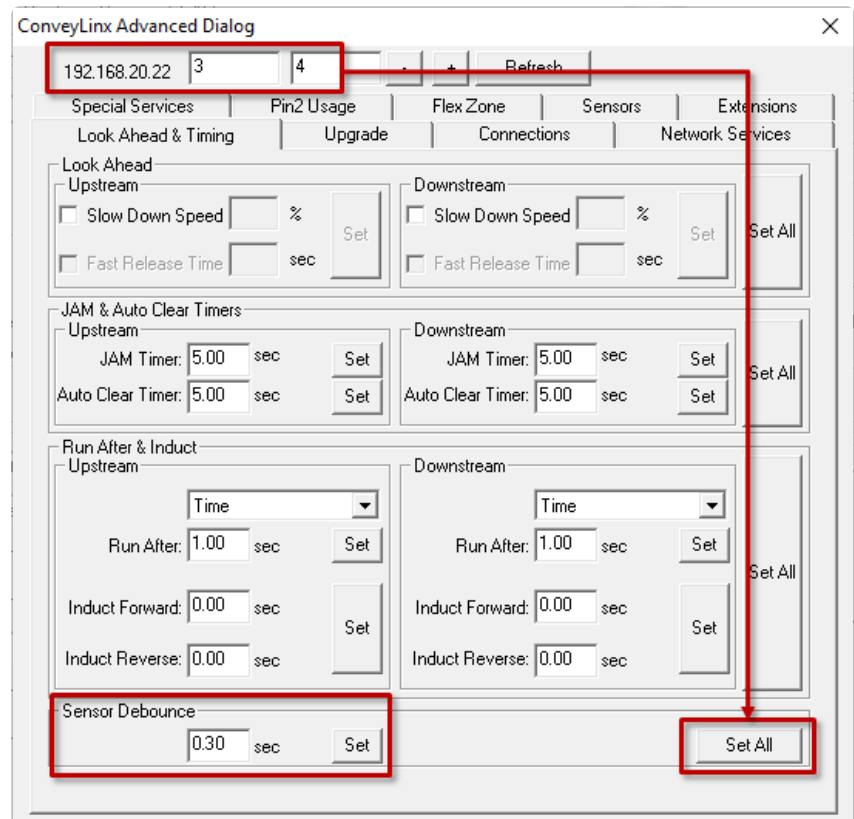 ConveyLinx Advanced Dialog
192.168.20.22 3 4 - + Refresh
Special Services Pin2 Usage Flex Zone Sensors Extensions
Look Ahead & Timing Upgrade Connections Network Services
Look Ahead
Upstream Downstream
Slow Down Speed % Set Slow Down Speed % Set Set All
Fast Release Time sec Fast Release Time sec
JAM & Auto Clear Timers
Upstream Downstream
JAM Timer: 5.00 sec Set JAM Timer: 5.00 sec Set Set All
Auto Clear Timer: 5.00 sec Set Auto Clear Timer: 5.00 sec Set
Run After & Induct
Upstream Downstream
Time Time
Run After: 1.00 sec Set Run After: 1.00 sec Set
Set All
Induct Forward: 0.00 sec Set Induct Forward: 0.00 sec Set
Induct Reverse: 0.00 sec Induct Reverse: 0.00 sec
Sensor Debounce
0.30 sec Set Set All